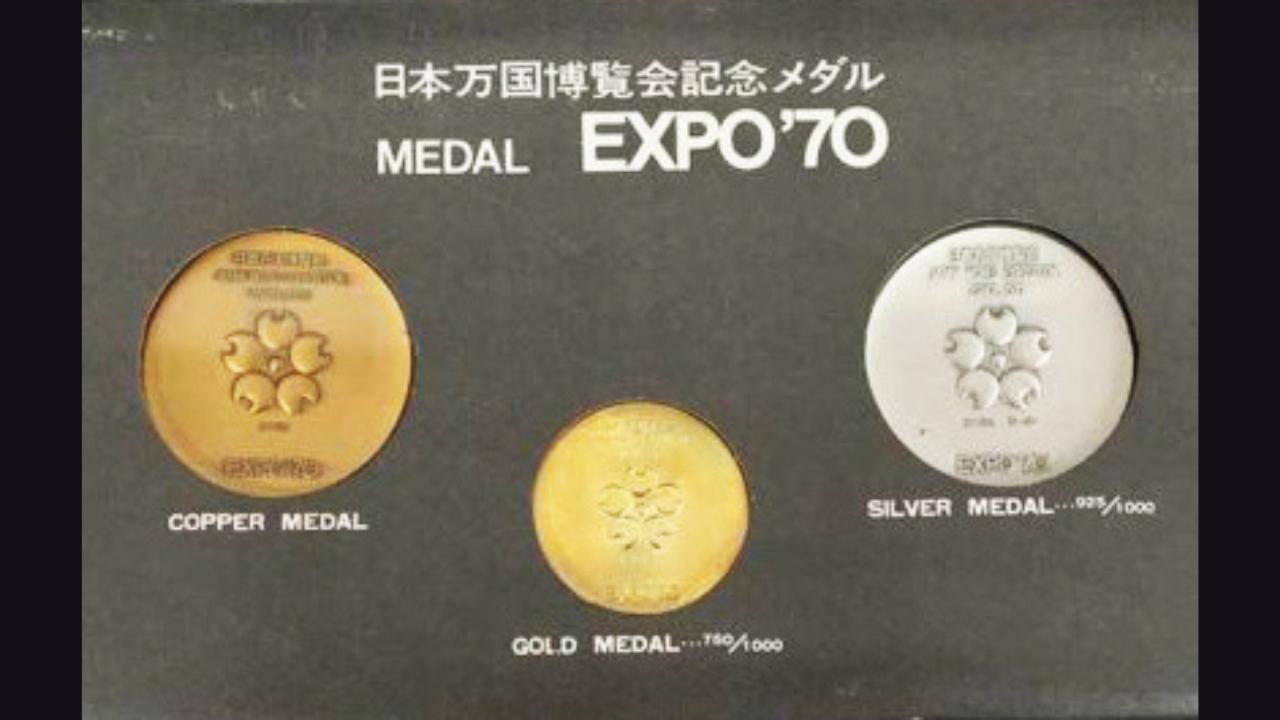 日本万国博覧会記念メダル
MEDAL EXPO'70
COPPER MEDAL
SILVER MEDAL...925/1000
GOLD MEDAL...750/1000